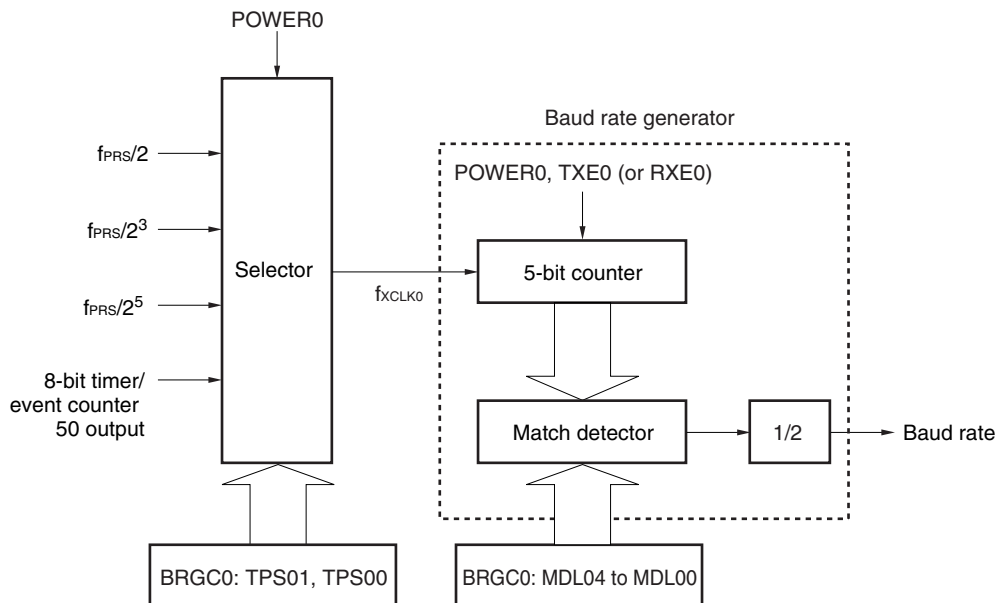 POWER0
Baud rate generator
fPRS/2
POWER0, TXE0 (or RXE0)
fPRS/2³
Selector
5-bit counter
fXCLK0
fPRS/2⁵
8-bit timer/
event counter
50 output
Match detector
1/2
Baud rate
BRGC0: TPS01, TPS00
BRGC0: MDL04 to MDL00